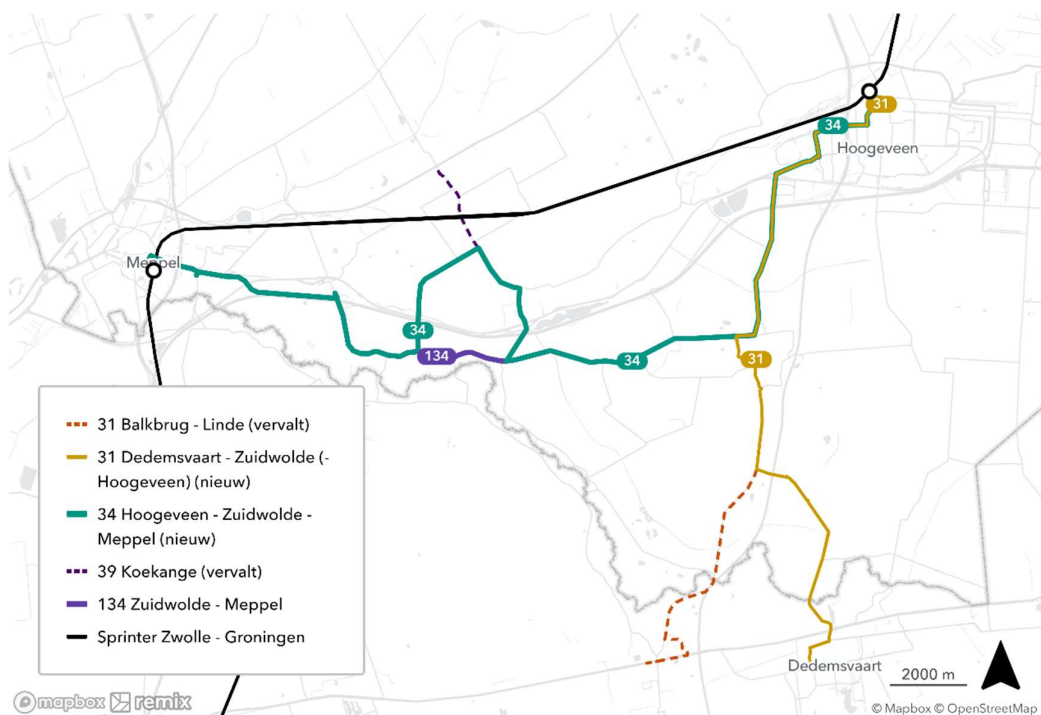 31
34
Hoogeveen
Meppel
34
134
34
31
31 Balkbrug - Linde (vervalt)
31 Dedemsvaart - Zuidwolde (-
Hoogeveen) (nieuw)
34 Hoogeveen - Zuidwolde -
Meppel (nieuw)
39 Koekange (vervalt)
134 Zuidwolde - Meppel
Sprinter Zwolle - Groningen
Dedemsvaart
2000 m
mapbox remix
© Mapbox © OpenStreetMap